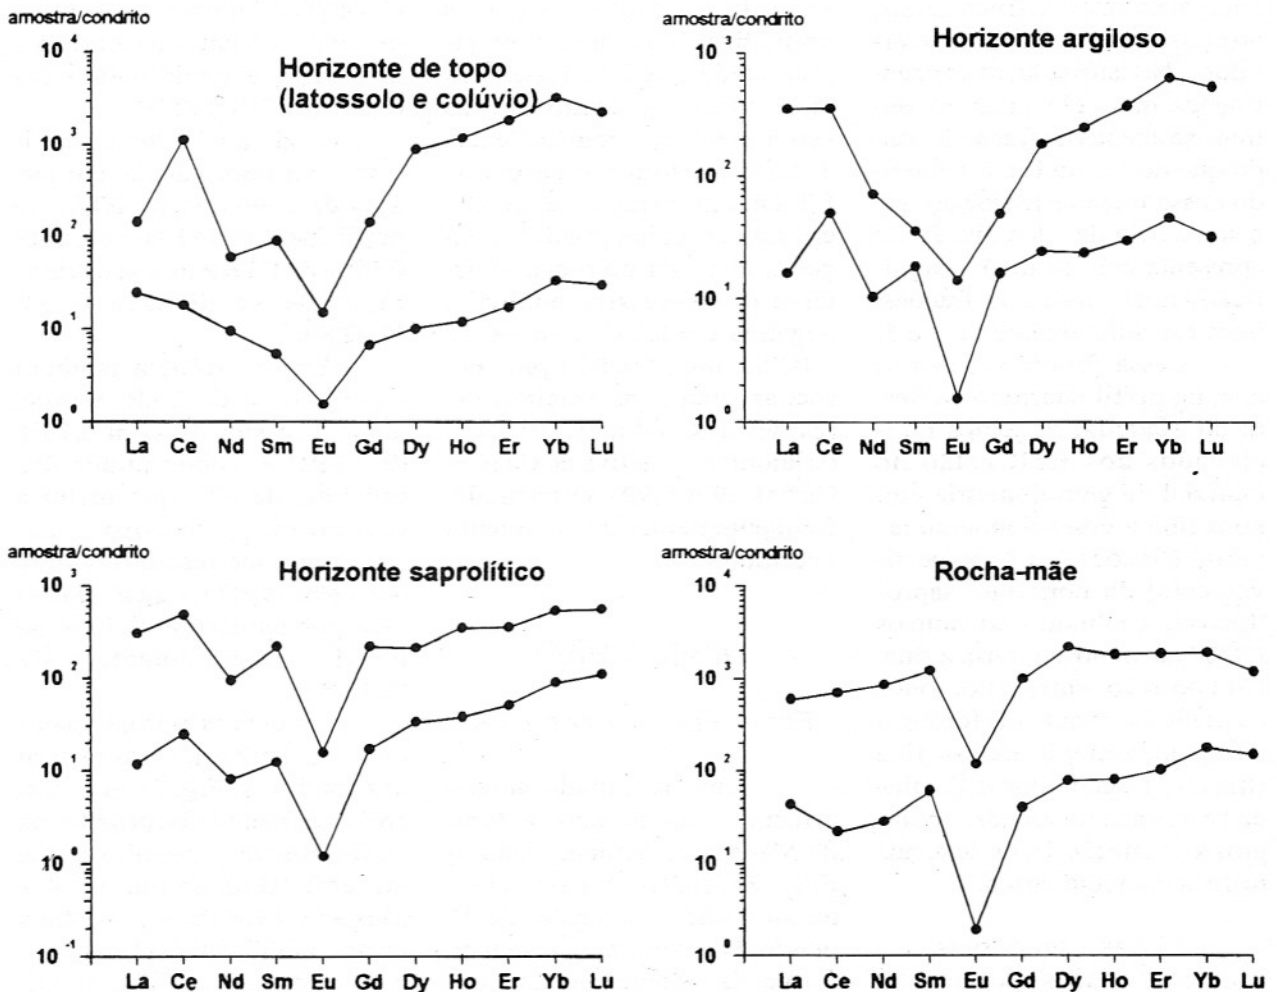 amostra/condrito
Horizonte de topo
(latossolo e colúvio)
10⁴
10³
10²
10¹
10⁰
La Ce Nd Sm Eu Gd Dy Ho Er Yb Lu
amostra/condrito
Horizonte argiloso
10³
10²
10¹
10⁰
La Ce Nd Sm Eu Gd Dy Ho Er Yb Lu
amostra/condrito
Horizonte saprolítico
10³
10²
10¹
10⁰
10⁻¹
La Ce Nd Sm Eu Gd Dy Ho Er Yb Lu
amostra/condrito
Rocha-mãe
10⁴
10³
10²
10¹
10⁰
La Ce Nd Sm Eu Gd Dy Ho Er Yb Lu